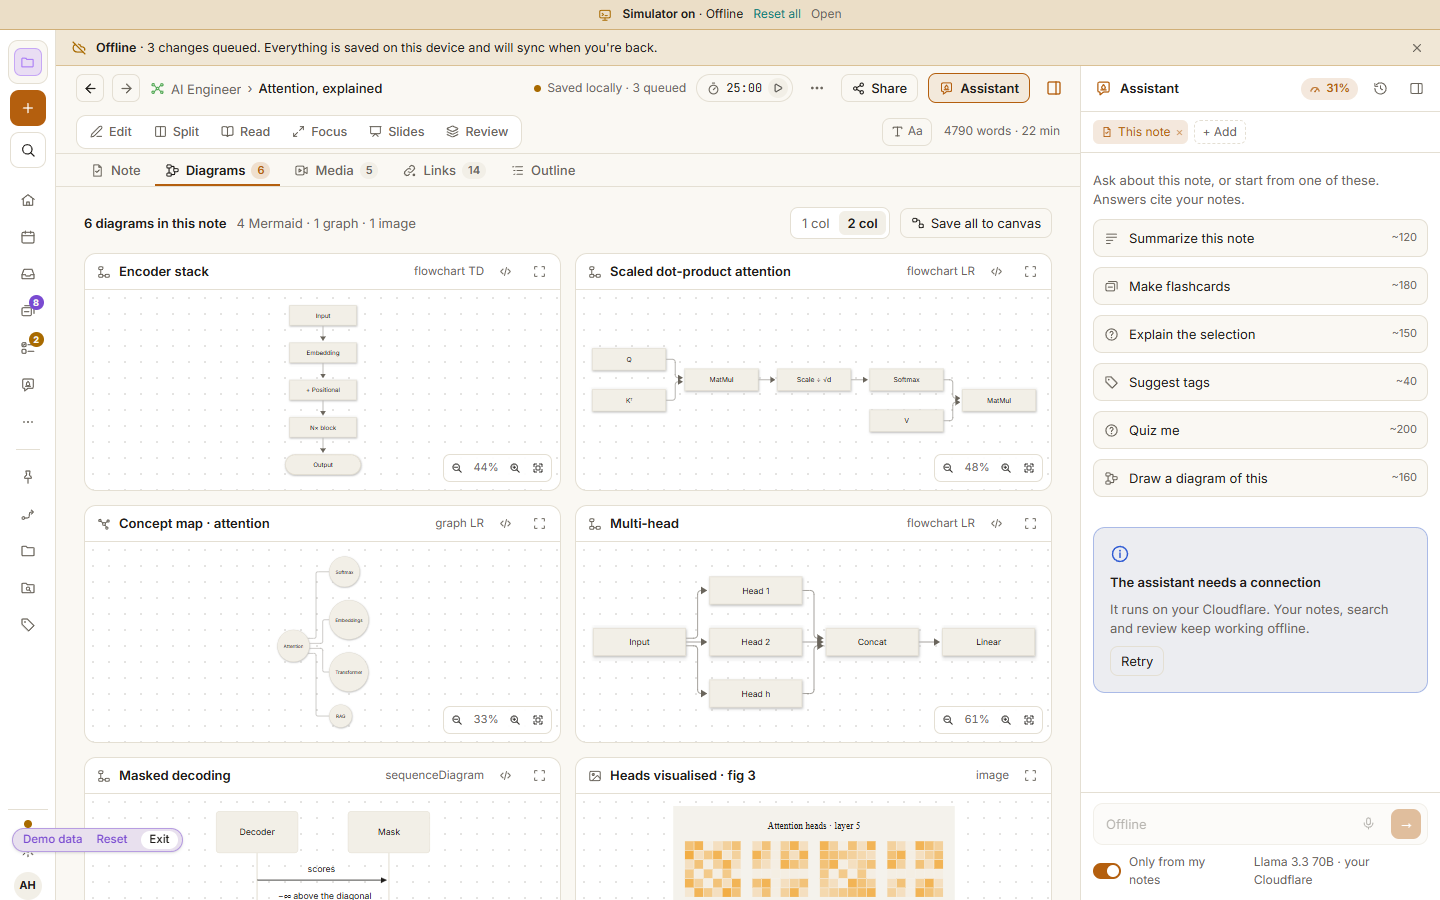 Simulator on · Offline Reset all Open
Offline · 3 changes queued. Everything is saved on this device and will sync when you're back.
AI Engineer › Attention, explained
Saved locally · 3 queued
25:00
Share
Assistant
Edit Split Read Focus Slides Review
Aa
4790 words · 22 min
Note Diagrams 6 Media 5 Links 14 Outline
6 diagrams in this note 4 Mermaid · 1 graph · 1 image
1 col 2 col
Save all to canvas
Encoder stack
flowchart TD
Input
Embedding
+ Positional
N× block
Output
44%
Scaled dot-product attention
flowchart LR
Q
Kᵀ
MatMul
Scale ÷ √d
Softmax
V
MatMul
48%
Concept map · attention
graph LR
Softmax
Embeddings
Attention
Transformer
RAG
33%
Multi-head
flowchart LR
Head 1
Input
Head 2
Concat
Linear
Head h
61%
Masked decoding
sequenceDiagram
Decoder
Mask
scores
−∞ above the diagonal
Heads visualised · fig 3
image
Attention heads · layer 5
8
2
Demo data Reset Exit
AH
Assistant
31%
This note ×
+ Add
Ask about this note, or start from one of these.
Answers cite your notes.
Summarize this note ~120
Make flashcards ~180
Explain the selection ~150
Suggest tags ~40
Quiz me ~200
Draw a diagram of this ~160
The assistant needs a connection
It runs on your Cloudflare. Your notes, search
and review keep working offline.
Retry
Offline
Only from my
notes
Llama 3.3 70B · your
Cloudflare